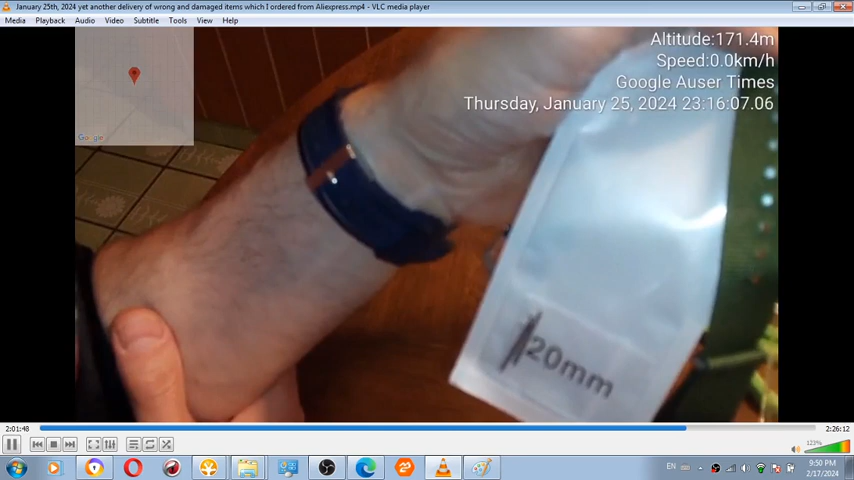 January 25th, 2024 yet another delivery of wrong and damaged items which I ordered from Aliexpress.mp4 - VLC media player
Media Playback Audio Video Subtitle Tools View Help
Altitude:171.4m
Speed:0.0km/h
Google Auser Times
Thursday, January 25, 2024 23:16:07.06
Google
20mm
2:01:48
2:26:12
123%
EN
9:50 PM
2/17/2024